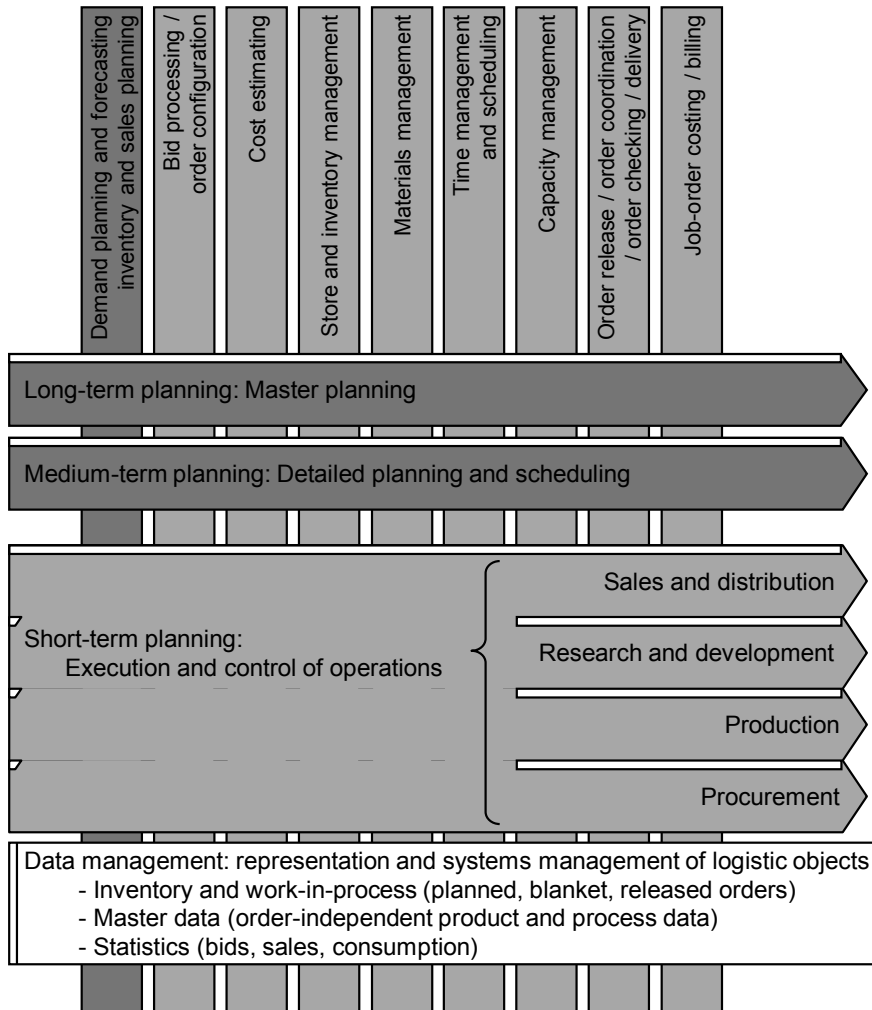 Demand planning and forecasting
inventory and sales planning
Bid processing /
order configuration
Cost estimating
Store and inventory management
Materials management
Time management
and scheduling
Capacity management
Order release / order coordination
/ order checking / delivery
Job-order costing / billing
Long-term planning: Master planning
Medium-term planning: Detailed planning and scheduling
Short-term planning:
Execution and control of operations
Sales and distribution
Research and development
Production
Procurement
Data management: representation and systems management of logistic objects
- Inventory and work-in-process (planned, blanket, released orders)
- Master data (order-independent product and process data)
- Statistics (bids, sales, consumption)